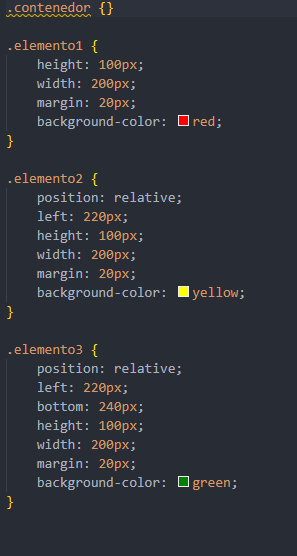 .contenedor {}
.elemento1 {
height: 100px;
width: 200px;
margin: 20px;
background-color: red;
}
.elemento2 {
position: relative;
left: 220px;
height: 100px;
width: 200px;
margin: 20px;
background-color: yellow;
}
.elemento3 {
position: relative;
left: 220px;
bottom: 240px;
height: 100px;
width: 200px;
margin: 20px;
background-color: green;
}